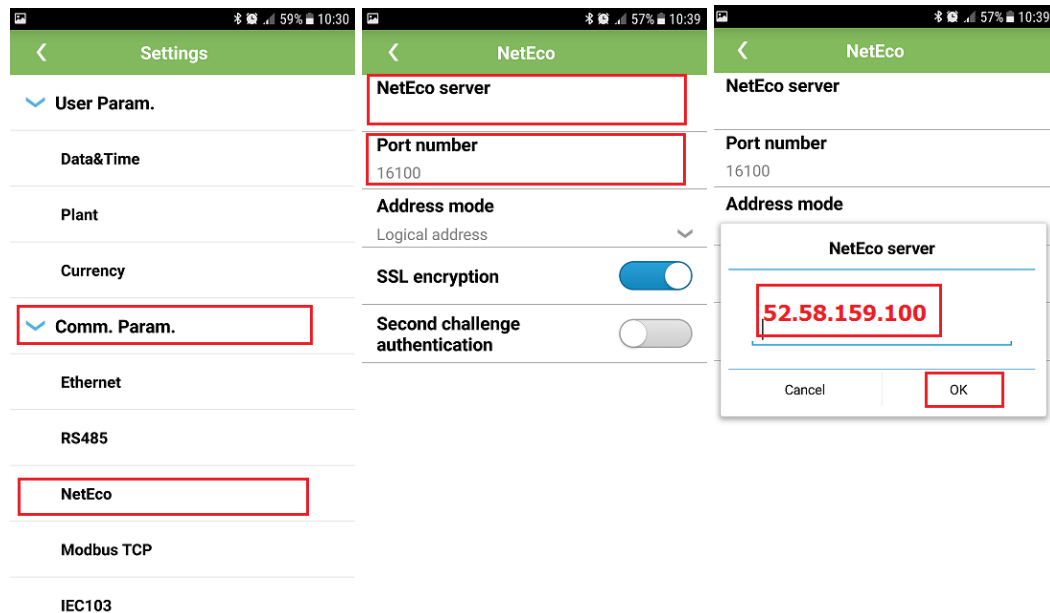 59% 10:30
Settings
User Param.
Data&Time
Plant
Currency
Comm. Param.
Ethernet
RS485
NetEco
Modbus TCP
IEC103
57% 10:39
NetEco
NetEco server
Port number
16100
Address mode
Logical address
SSL encryption
Second challenge
authentication
57% 10:39
NetEco
NetEco server
Port number
16100
Address mode
NetEco server
52.58.159.100
Cancel OK